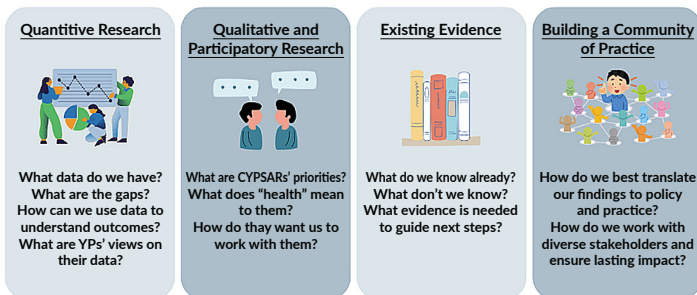 Quantitive Research
What data do we have?
What are the gaps?
How can we use data to
understand outcomes?
What are YPs' views on
their data?
Qualitative and
Participatory Research
What are CYPSARs' priorities?
What does "health" mean
to them?
How do thay want us to
work with them?
Existing Evidence
What do we know already?
What don't we know?
What evidence is needed
to guide next steps?
Building a Community
of Practice
How do we best translate
our findings to policy
and practice?
How do we work with
diverse stakeholders and
ensure lasting impact?